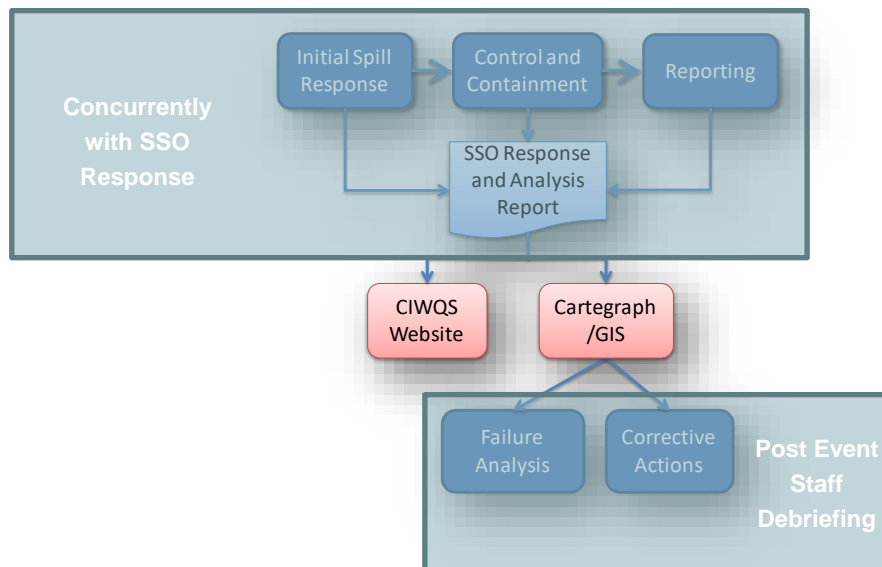 Concurrently
with SSO
Response
Initial Spill
Response
Control and
Containment
Reporting
SSO Response
and Analysis
Report
CIWQS
Website
Cartegraph
/GIS
Failure
Analysis
Corrective
Actions
Post Event
Staff
Debriefing